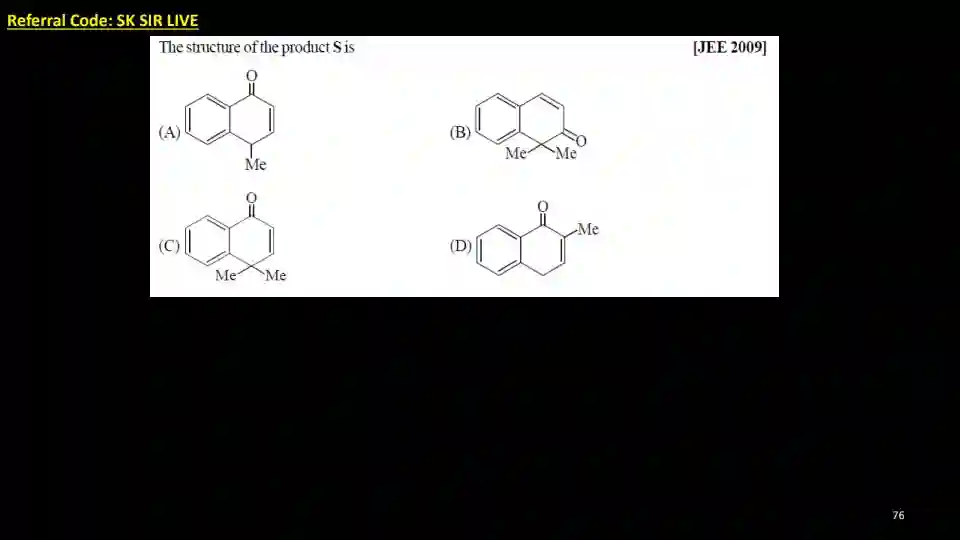 Referral Code: SK SIR LIVE
The structure of the product S is [JEE 2009]
(A) O
Me
(B) O
Me Me
(C) O
Me Me
(D) O
Me
76